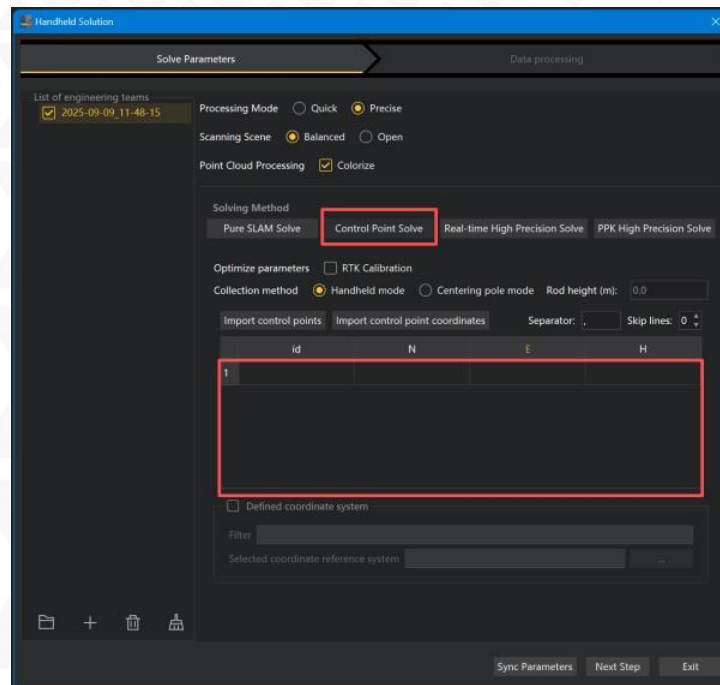 Handheld Solution
Solve Parameters
Data processing
List of engineering teams
2025-09-09_11-48-15
Processing Mode Quick Precise
Scanning Scene Balanced Open
Point Cloud Processing Colorize
Solving Method
Pure SLAM Solve Control Point Solve Real-time High Precision Solve PPK High Precision Solve
Optimize parameters RTK Calibration
Collection method Handheld mode Centering pole mode Rod height (m): 0.0
Import control points Import control point coordinates Separator: , Skip lines: 0
id N E H
1
Defined coordinate system
Filter
Selected coordinate reference system ...
Sync Parameters Next Step Exit